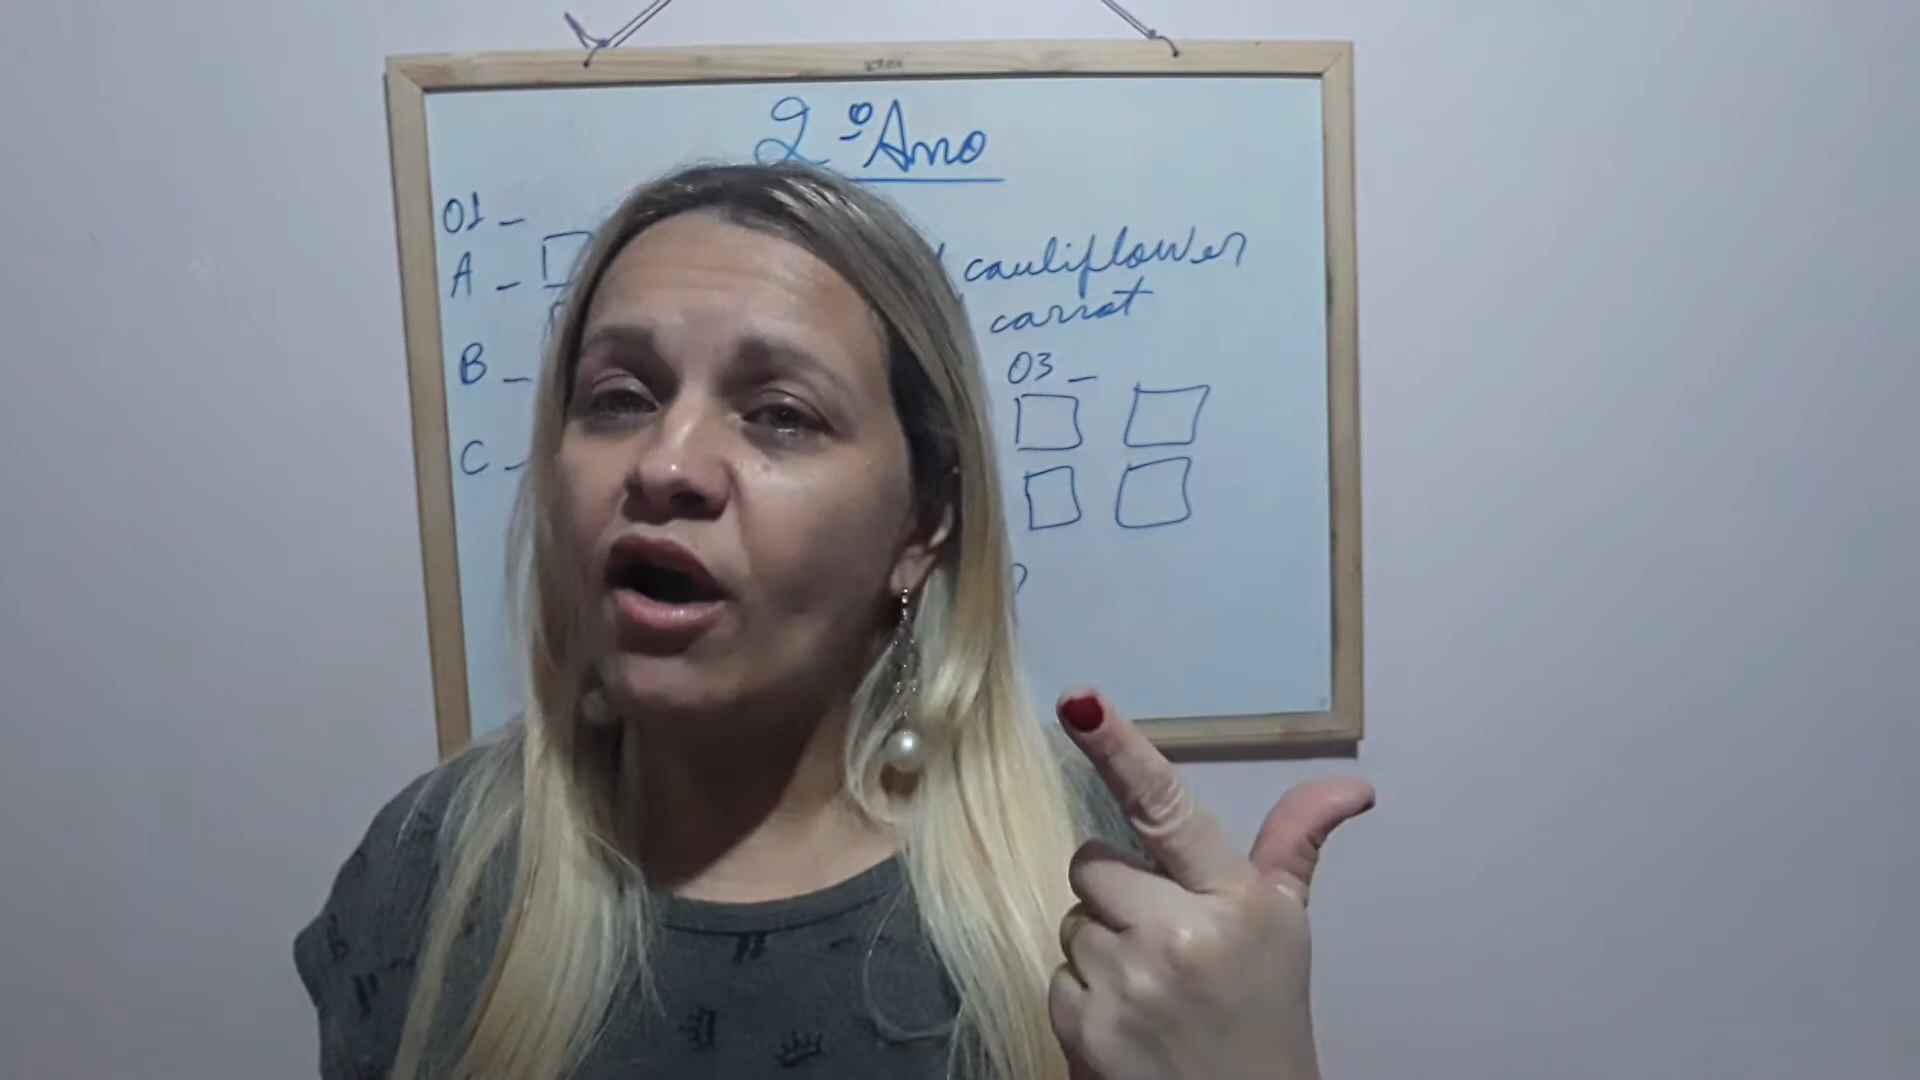 2º Ano
01 -
A - cauliflower
carrot
B -
03 -
C -